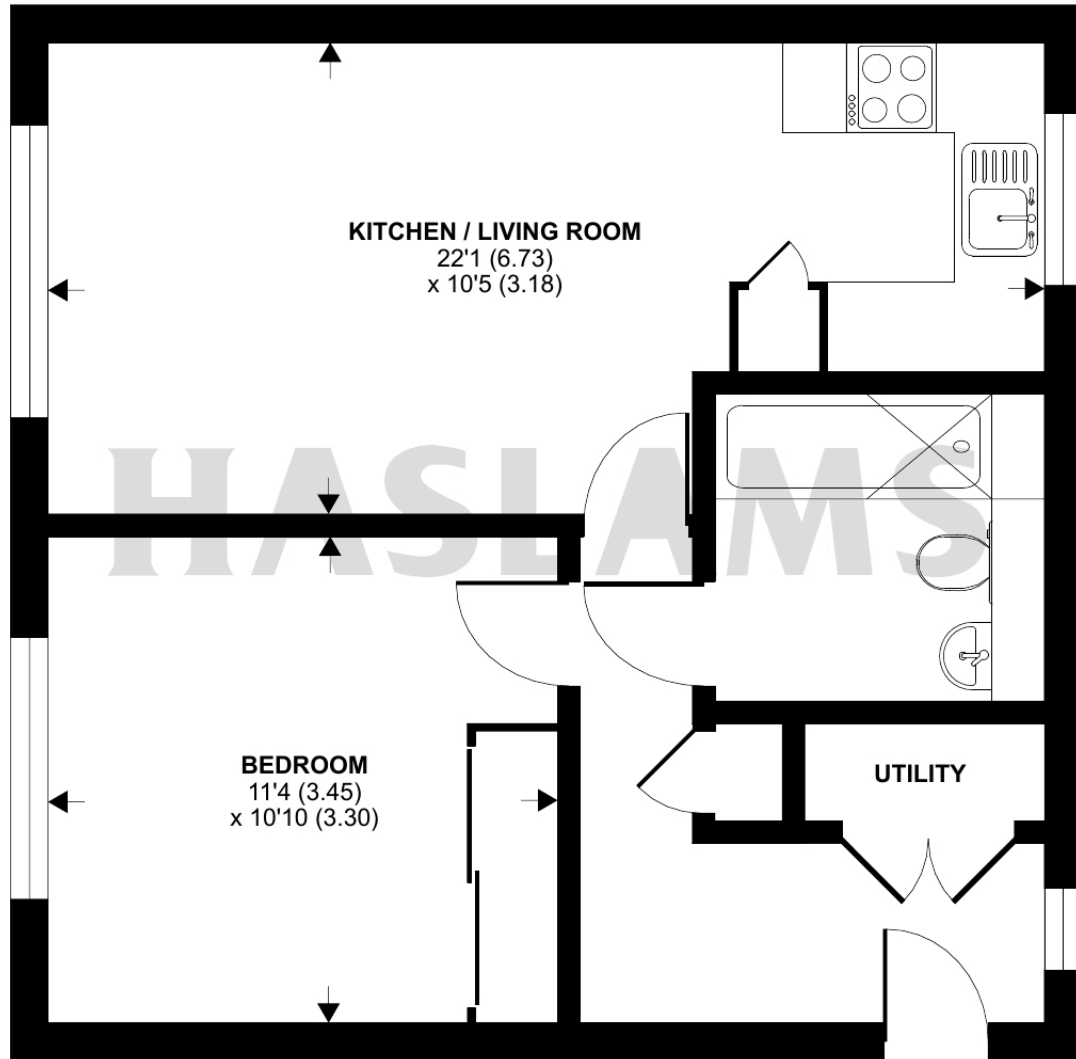 KITCHEN / LIVING ROOM
22'1 (6.73)
x 10'5 (3.18)
HASLAMS
BEDROOM
11'4 (3.45)
x 10'10 (3.30)
UTILITY